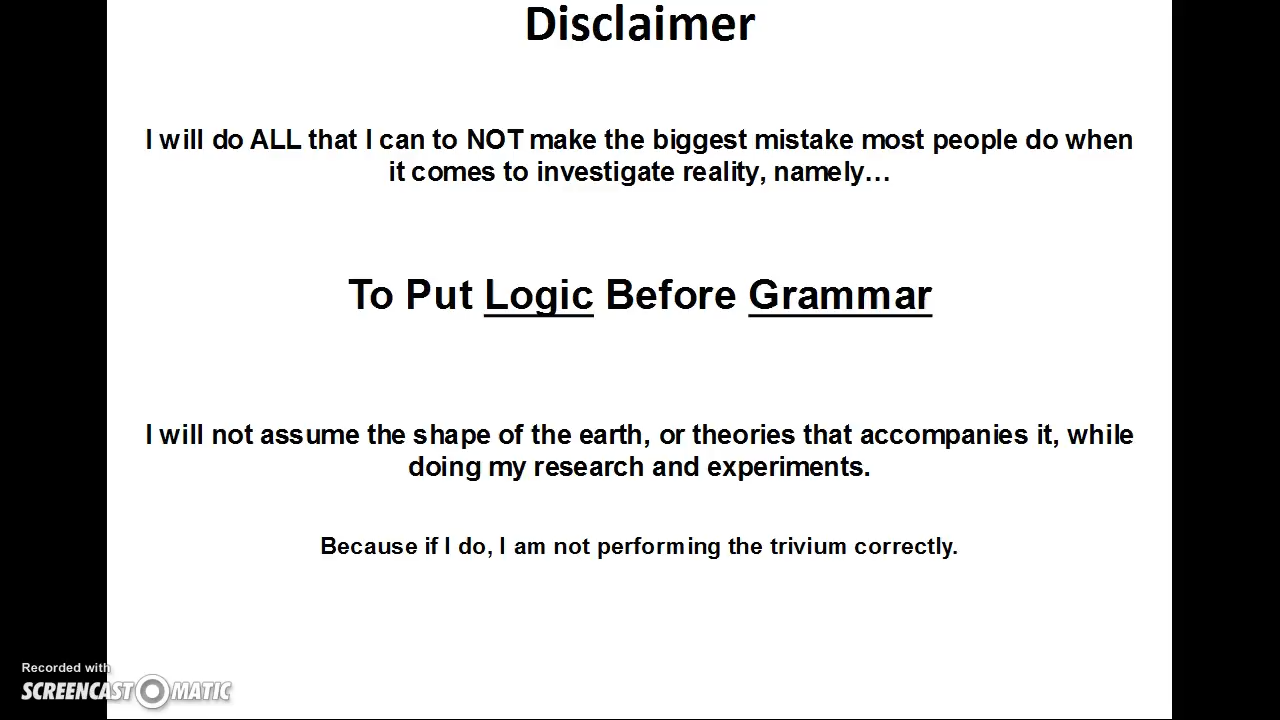 Disclaimer
I will do ALL that I can to NOT make the biggest mistake most people do when
it comes to investigate reality, namely…
To Put Logic Before Grammar
I will not assume the shape of the earth, or theories that accompanies it, while
doing my research and experiments.
Because if I do, I am not performing the trivium correctly.
Recorded with
SCREENCAST MATIC